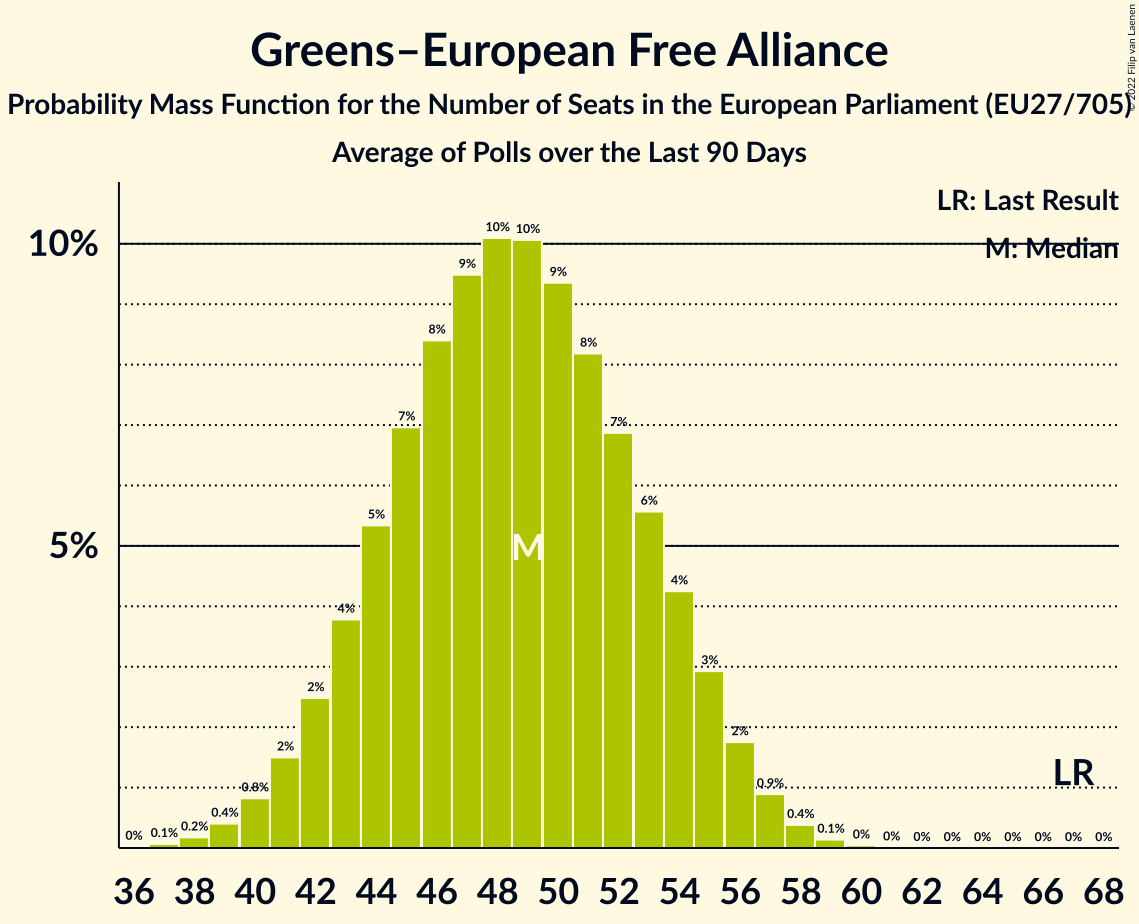 Greens–European Free Alliance
Probability Mass Function for the Number of Seats in the European Parliament (EU27/705)
Average of Polls over the Last 90 Days
© 2022 Filip van Laenen
LR: Last Result
M: Median
10%
5%
0% 0.1% 0.2% 0.4% 0.8% 2% 2% 4% 5% 7% 8% 9% 10% 10% 9% 8% 7% 6% 4% 3% 2% 0.9% 0.4% 0.1% 0% 0% 0% 0% 0% 0% 0% 0% 0%
M
LR
36 38 40 42 44 46 48 50 52 54 56 58 60 62 64 66 68